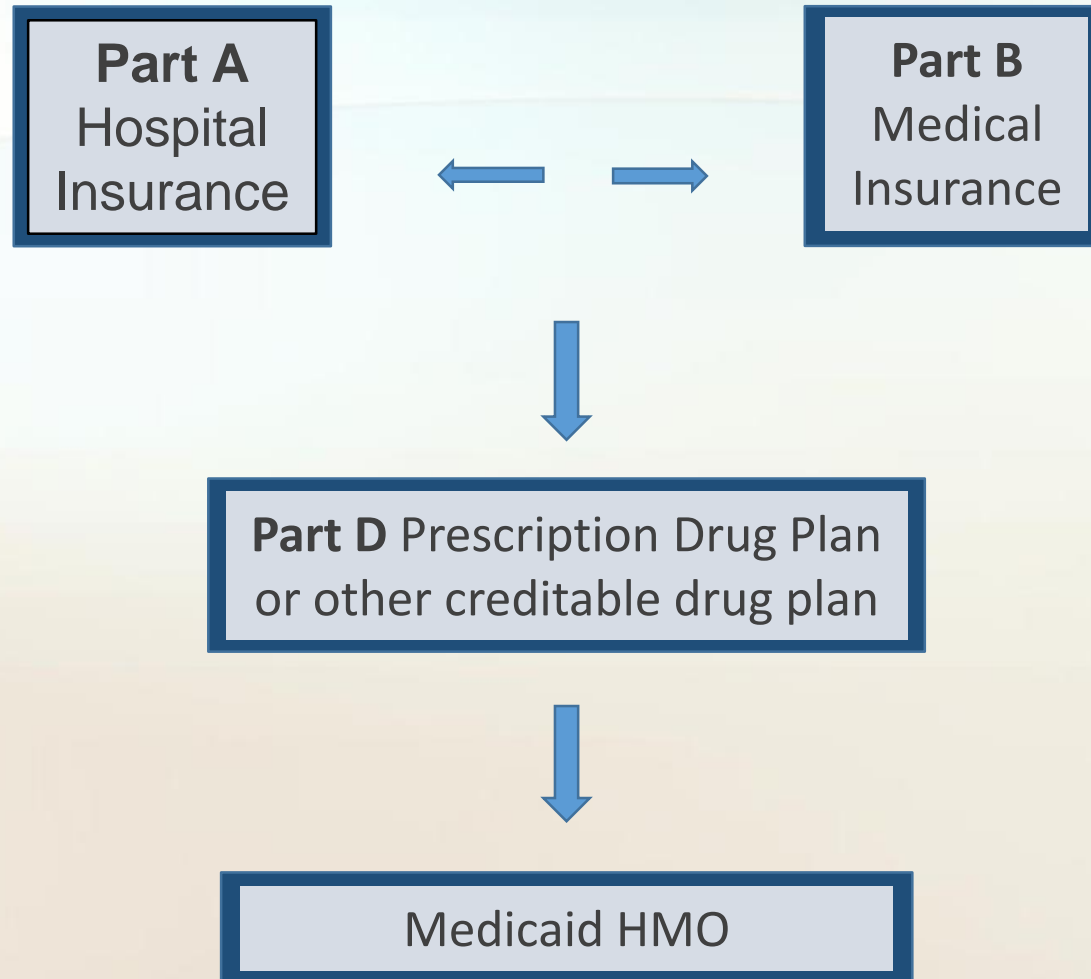 Part A
Hospital
Insurance
Part B
Medical
Insurance
Part D Prescription Drug Plan
or other creditable drug plan
Medicaid HMO